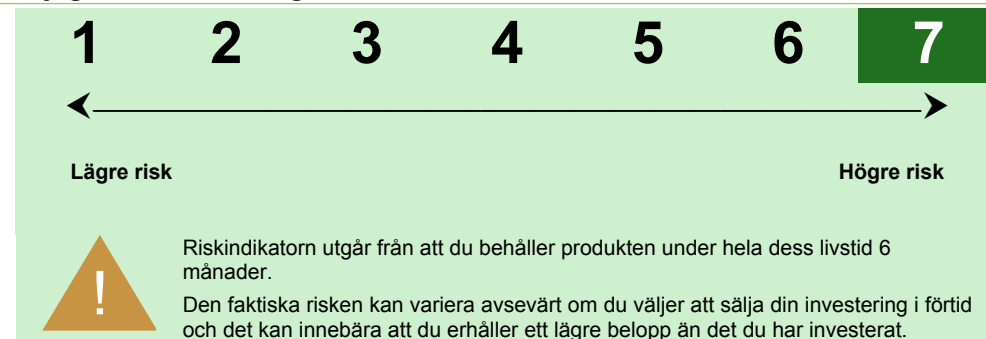 1 2 3 4 5 6 7
Lägre risk Högre risk
!
Riskindikatorn utgår från att du behåller produkten under hela dess livstid 6
månader.
Den faktiska risken kan variera avsevärt om du väljer att sälja din investering i förtid
och det kan innebära att du erhåller ett lägre belopp än det du har investerat.